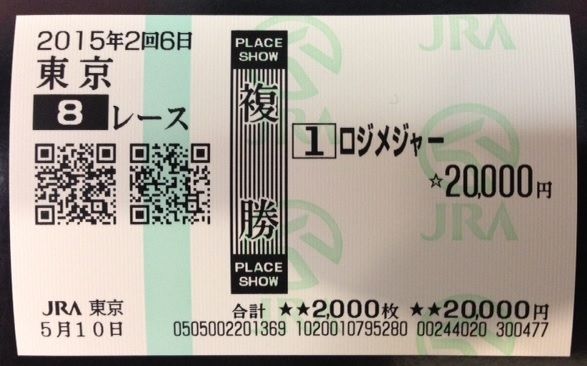 2015年2回6日
東京
8レース
PLACE
SHOW
複勝
PLACE
SHOW
1 ロジメジャー
☆20,000円
JRA
JRA
JRA
JRA 東京
5月10日
合計 ★★2,000枚 ★★20,000円
0505002201369 1020010795280 00244020 300477